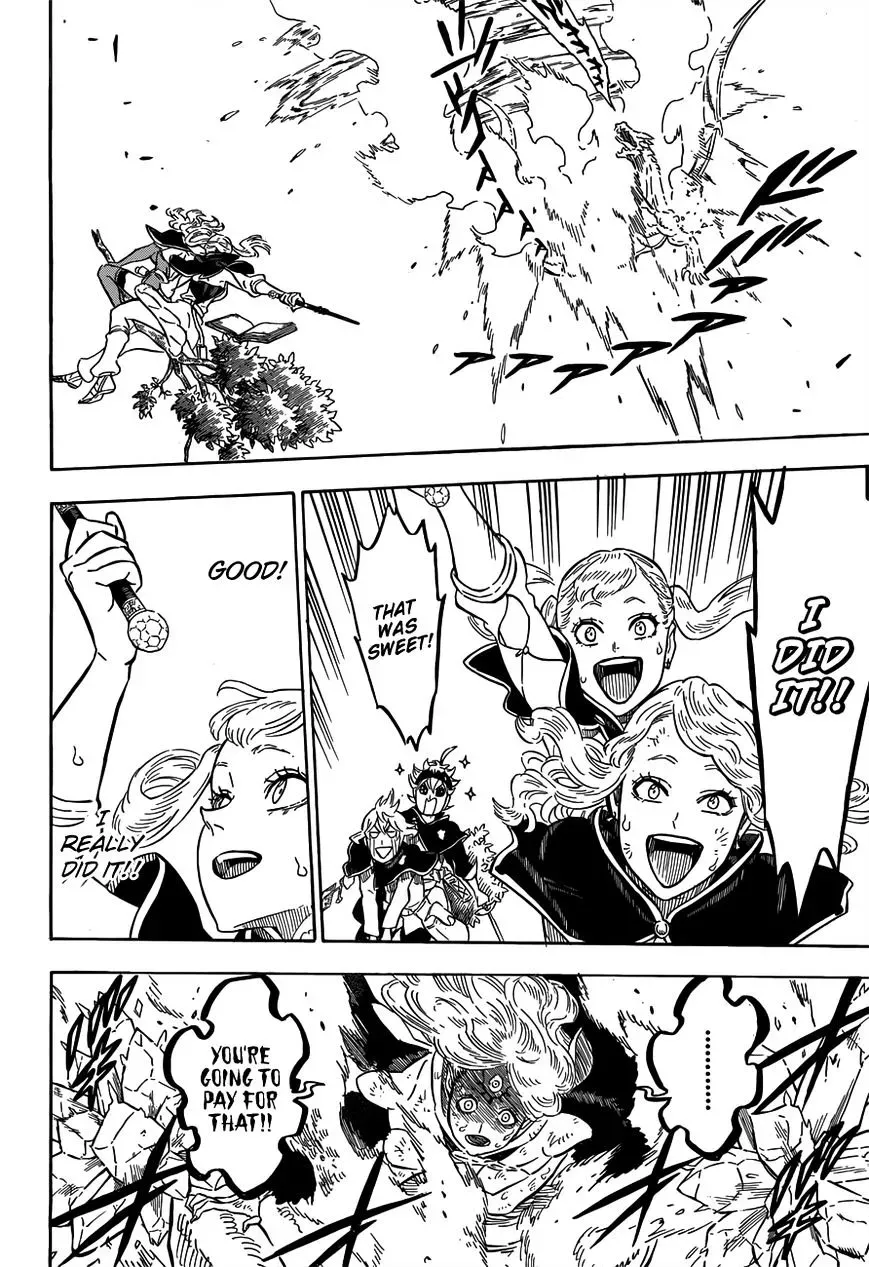 I
DID
IT!!
THAT
WAS
SWEET!
GOOD!
I
REALLY
DID IT!!
..........
YOU'RE
GOING TO
PAY FOR
THAT!!